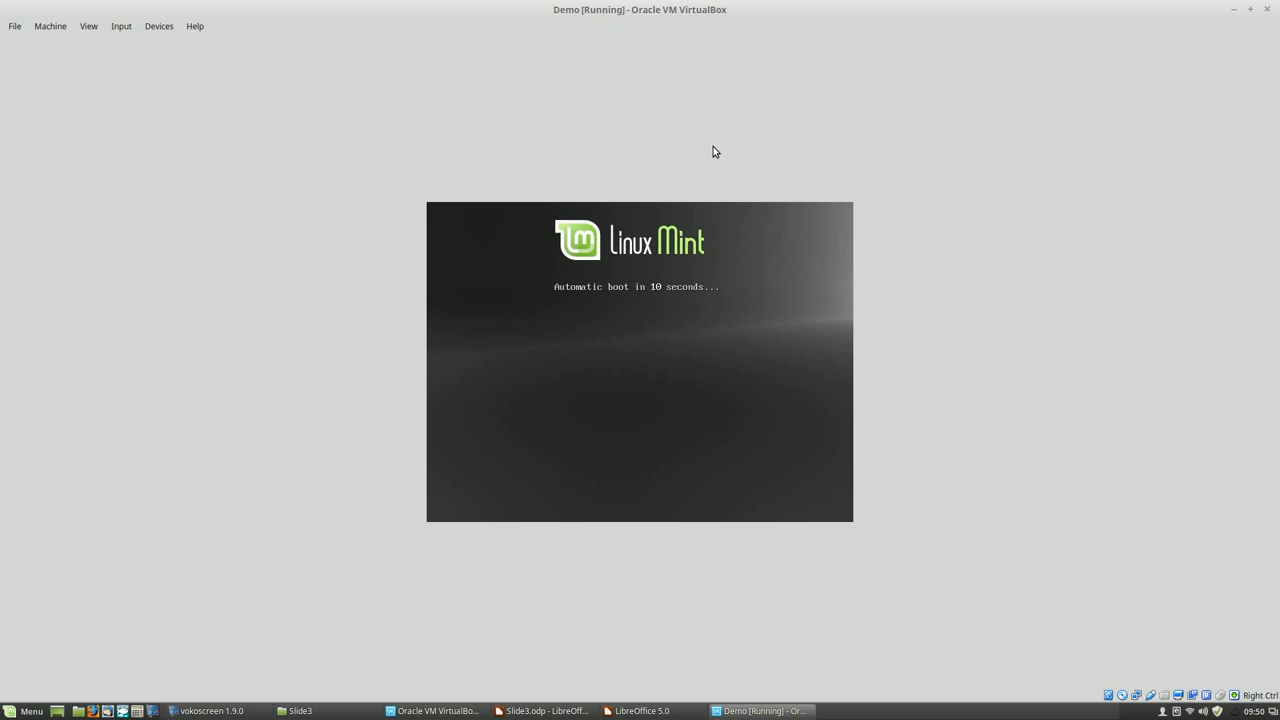 Demo [Running] - Oracle VM VirtualBox
File Machine View Input Devices Help
Linux Mint
Automatic boot in 10 seconds...
Right Ctrl
Menu vokoscreen 1.9.0 Slide3 Oracle VM VirtualBo... Slide3.odp - LibreOff... LibreOffice 5.0 Demo [Running] - Or... 09:50